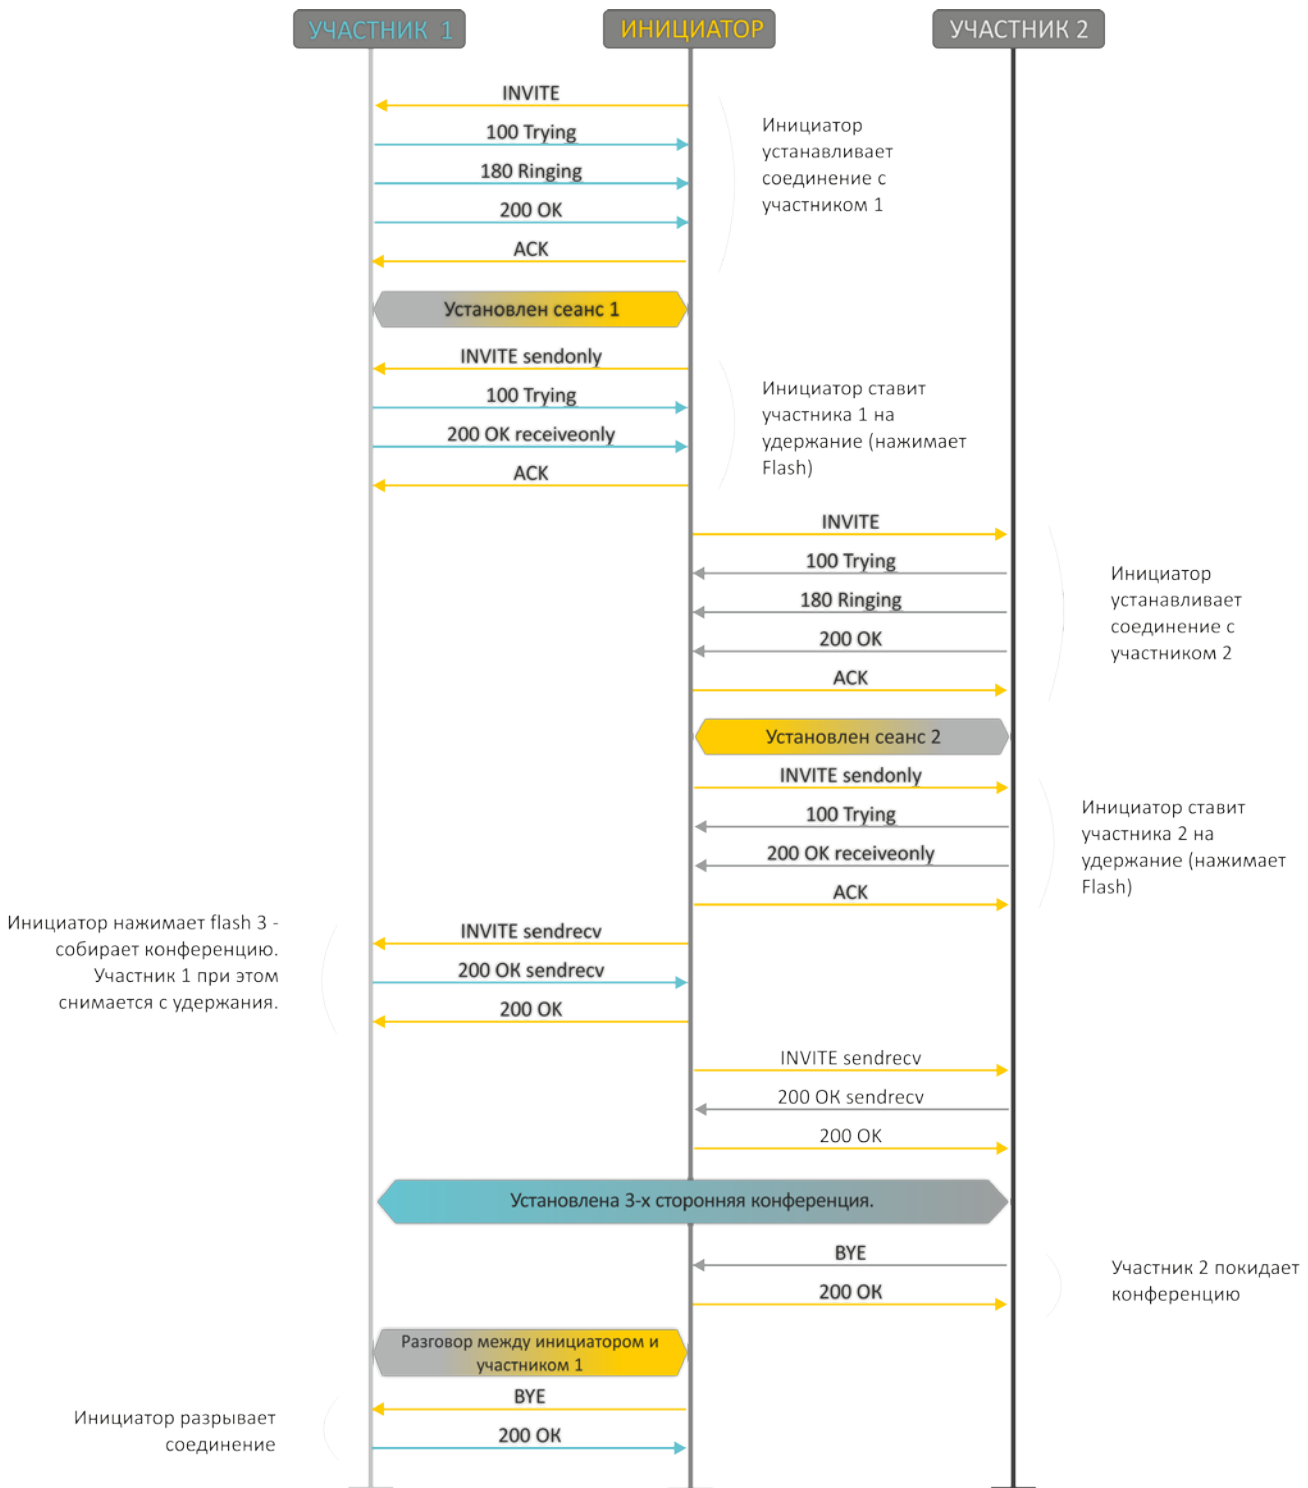 УЧАСТНИК 1
ИНИЦИАТОР
УЧАСТНИК 2
INVITE
100 Trying
180 Ringing
200 OK
ACK
Инициатор
устанавливает
соединение с
участником 1
Установлен сеанс 1
INVITE sendonly
100 Trying
200 OK receiveonly
ACK
Инициатор ставит
участника 1 на
удержание (нажимает
Flash)
INVITE
100 Trying
180 Ringing
200 OK
ACK
Инициатор
устанавливает
соединение с
участником 2
Установлен сеанс 2
INVITE sendonly
100 Trying
200 OK receiveonly
ACK
Инициатор ставит
участника 2 на
удержание (нажимает
Flash)
Инициатор нажимает flash 3 -
собирает конференцию.
Участник 1 при этом
снимается с удержания.
INVITE sendrecv
200 OK sendrecv
200 OK
INVITE sendrecv
200 OK sendrecv
200 OK
Установлена 3-х сторонняя конференция.
BYE
200 OK
Участник 2 покидает
конференцию
Разговор между инициатором и
участником 1
BYE
200 OK
Инициатор разрывает
соединение